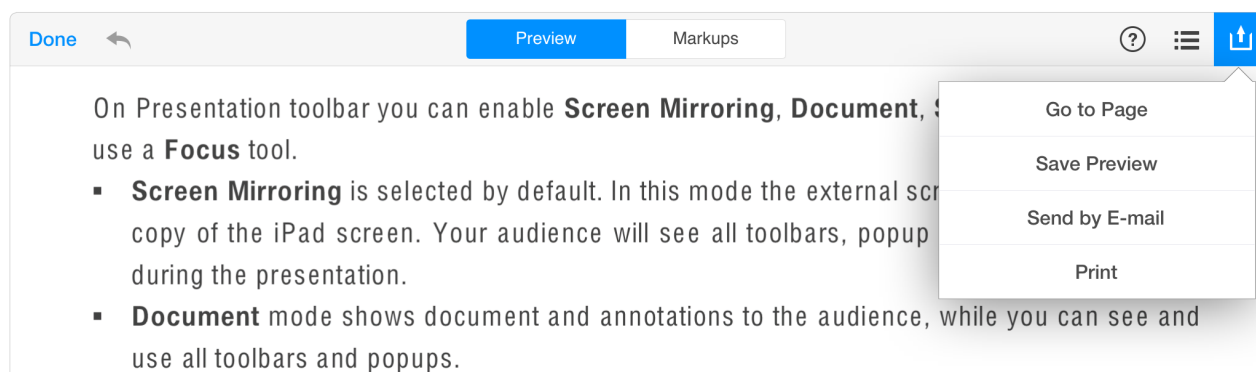 Done Preview Markups ?
On Presentation toolbar you can enable Screen Mirroring, Document,
use a Focus tool.
▪ Screen Mirroring is selected by default. In this mode the external
copy of the iPad screen. Your audience will see all toolbars, popup
during the presentation.
▪ Document mode shows document and annotations to the audience, while you can see and
use all toolbars and popups.
Go to Page
Save Preview
Send by E-mail
Print